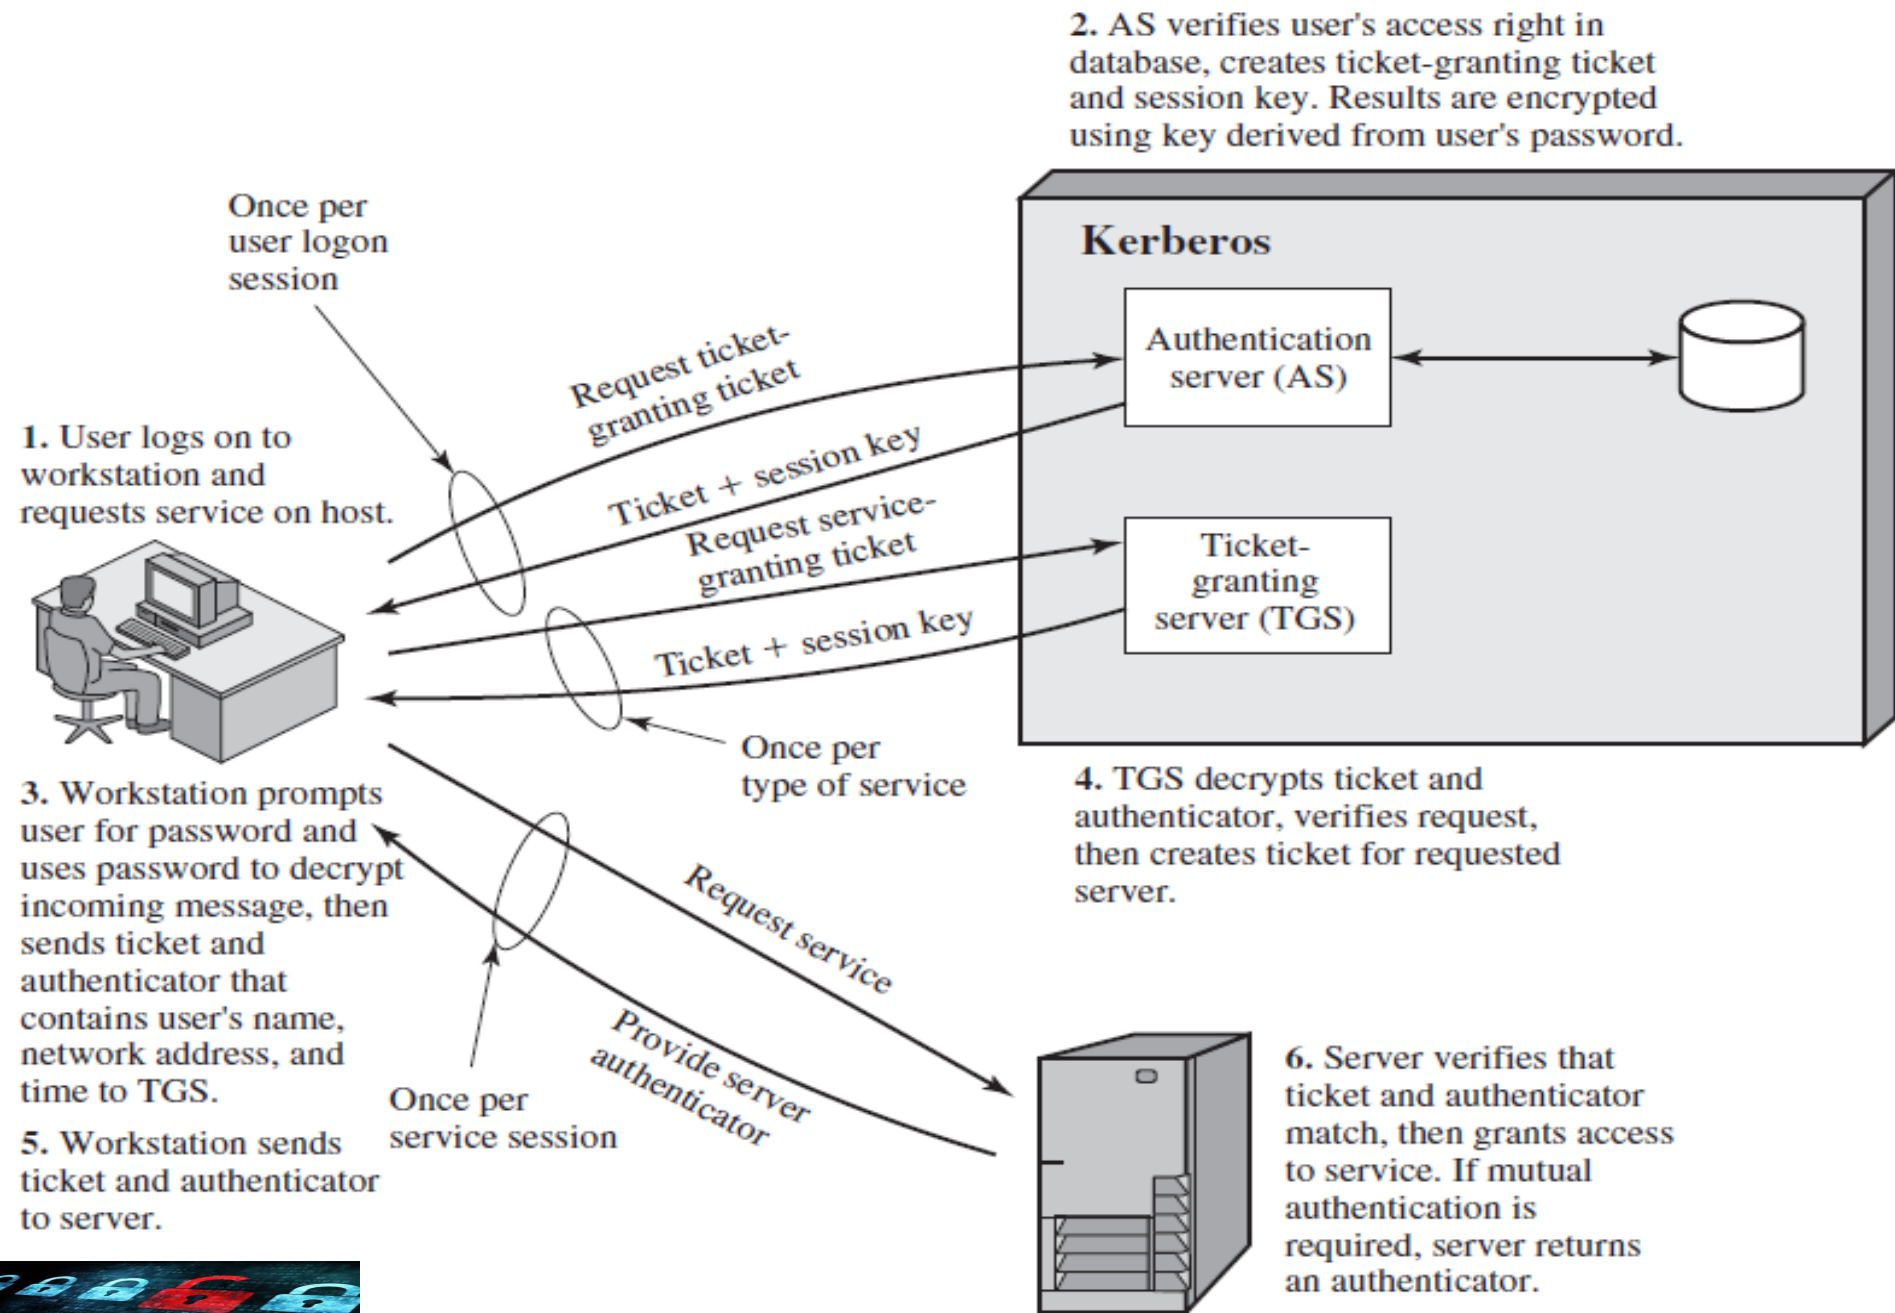 2. AS verifies user's access right in
database, creates ticket-granting ticket
and session key. Results are encrypted
using key derived from user's password.
Once per
user logon
session
Kerberos
Authentication
server (AS)
Request ticket-
granting ticket
1. User logs on to
workstation and
requests service on host.
Ticket + session key
Request service-
granting ticket
Ticket-
granting
server (TGS)
Ticket + session key
Once per
type of service
3. Workstation prompts
user for password and
uses password to decrypt
incoming message, then
sends ticket and
authenticator that
contains user's name,
network address, and
time to TGS.
4. TGS decrypts ticket and
authenticator, verifies request,
then creates ticket for requested
server.
Request service
Provide server
authenticator
Once per
service session
5. Workstation sends
ticket and authenticator
to server.
6. Server verifies that
ticket and authenticator
match, then grants access
to service. If mutual
authentication is
required, server returns
an authenticator.